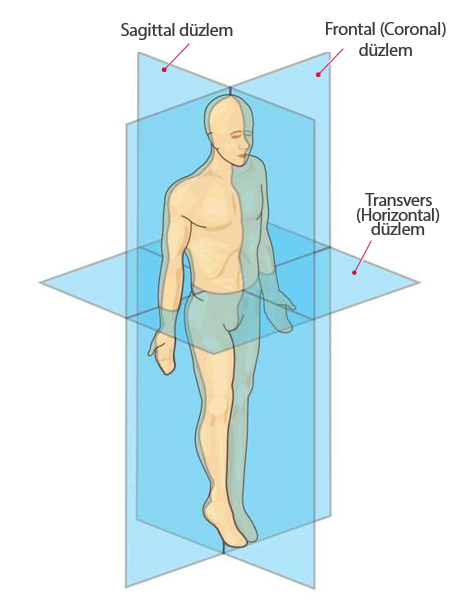 Sagittal düzlem
Frontal (Coronal)
düzlem
Transvers
(Horizontal)
düzlem